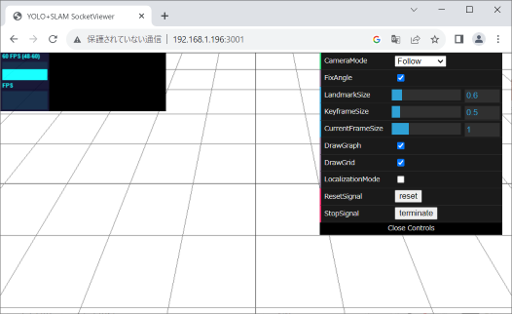 YOLO+SLAM SocketViewer
保護されていない通信 | 192.168.1.196:3001
60 FPS (48-60)
FPS
CameraMode Follow
FixAngle
LandmarkSize 0.6
KeyframeSize 0.5
CurrentFrameSize 1
DrawGraph
DrawGrid
LocalizationMode
ResetSignal reset
StopSignal terminate
Close Controls